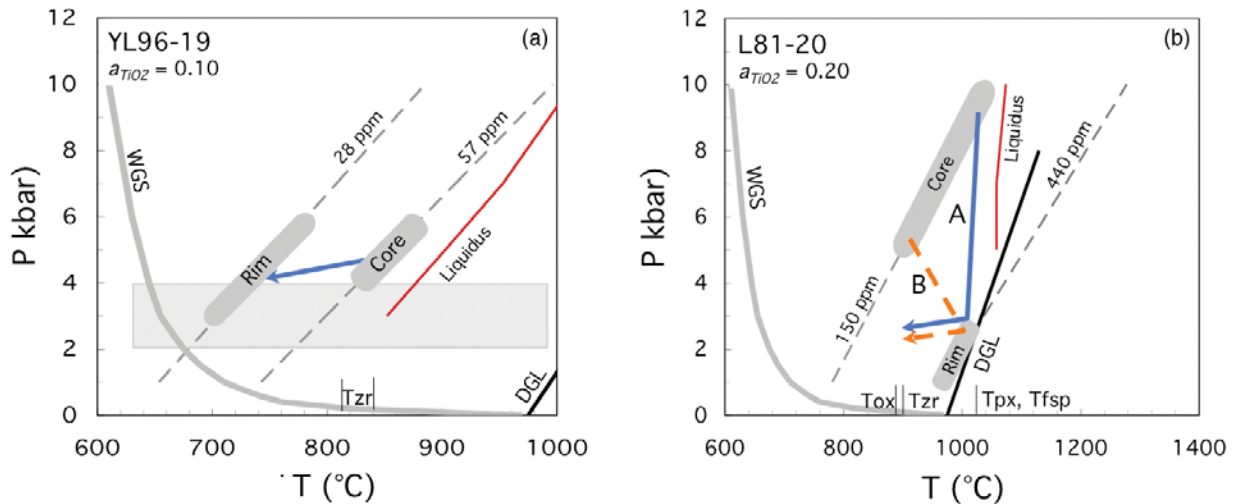 YL96-19
aTiO2 = 0.10
(a)
12
10
8
6
4
2
0
P kbar
WGS
28 ppm
57 ppm
Rim
Core
Liquidus
Tzr
DGL
600
700
800
900
1000
T (°C)
L81-20
aTiO2 = 0.20
(b)
12
10
8
6
4
2
0
P kbar
WGS
Core
Liquidus
440 ppm
A
B
150 ppm
Rim
DGL
Tox
Tzr
Tpx, Tfsp
600
800
1000
1200
1400
T (°C)